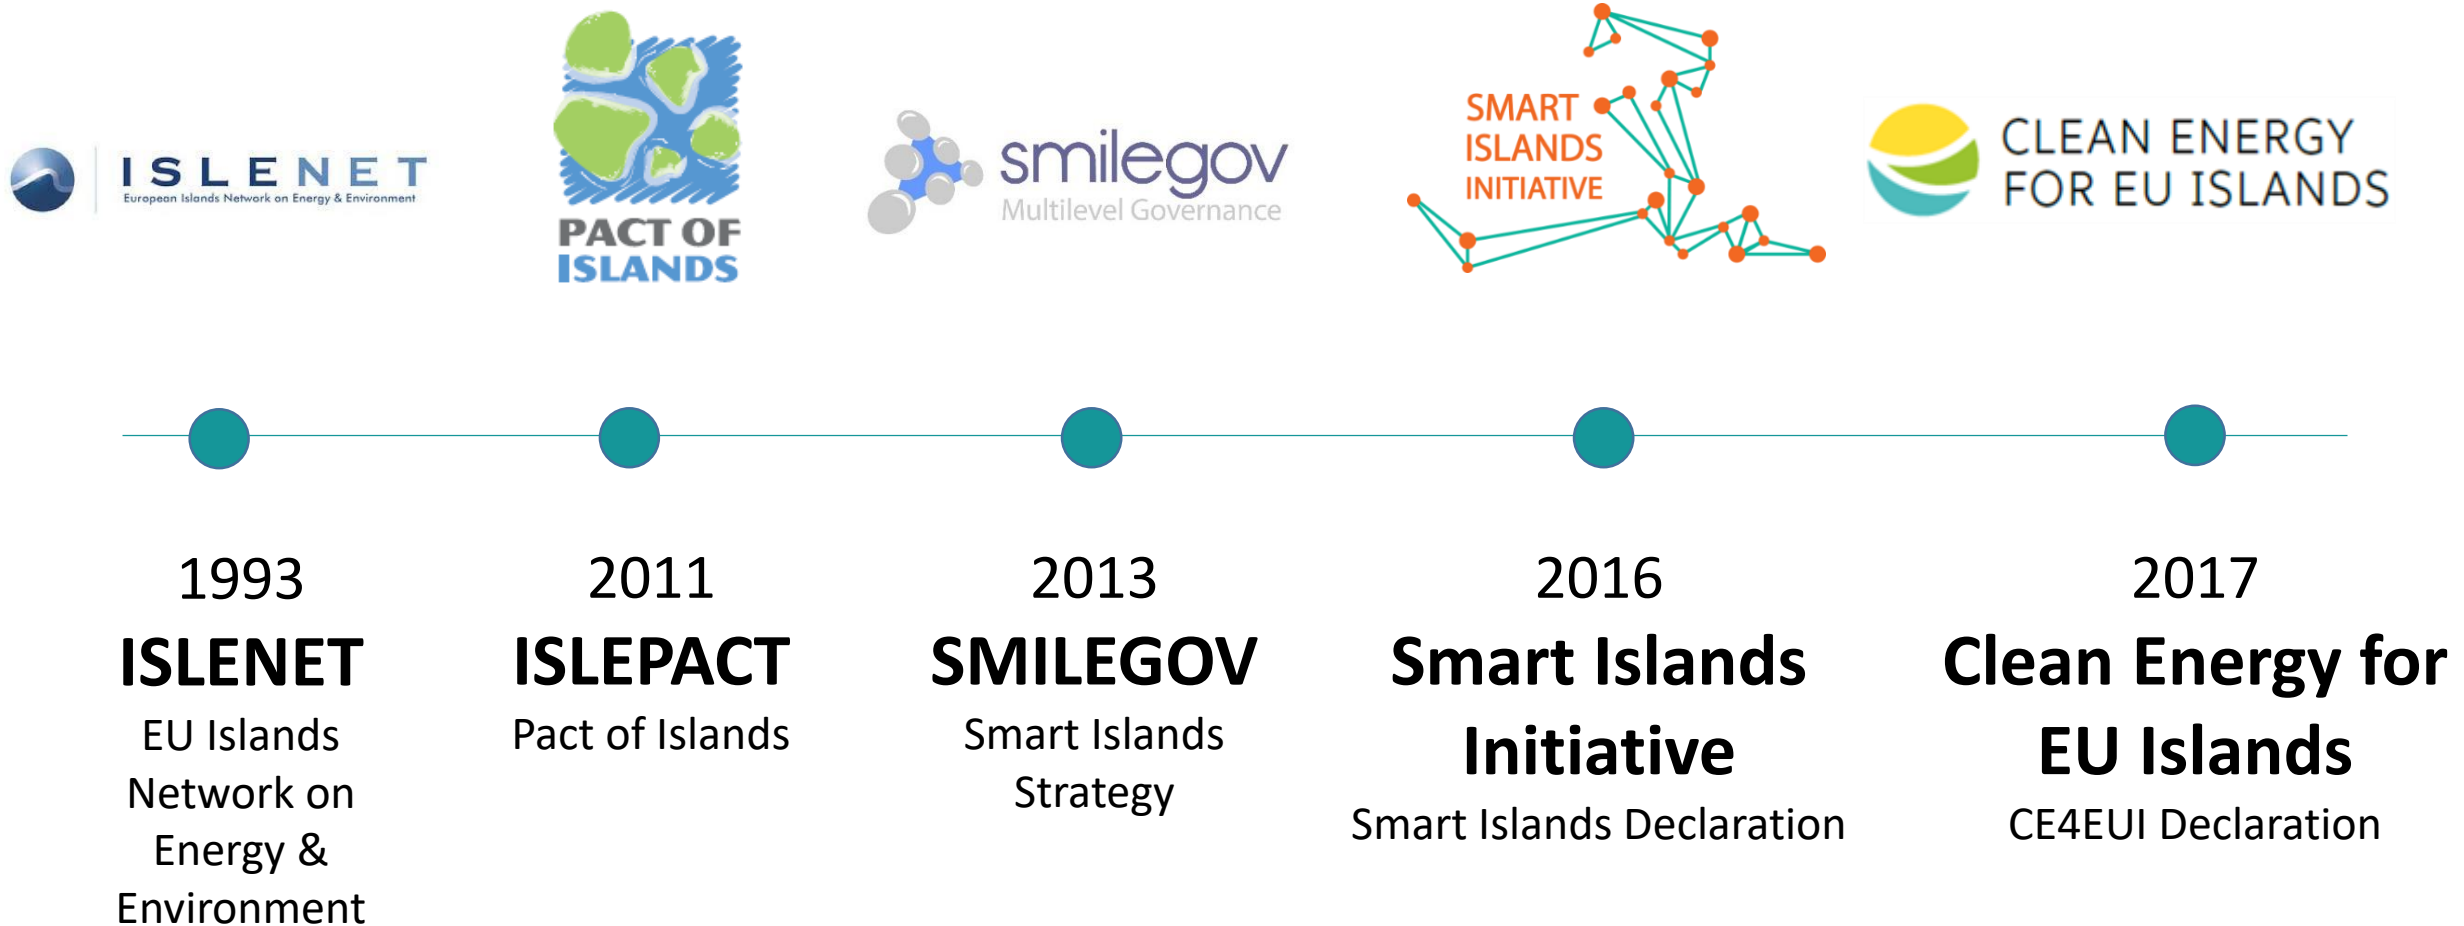 ISLENET
European Islands Network on Energy & Environment
PACT OF
ISLANDS
smilegov
Multilevel Governance
SMART
ISLANDS
INITIATIVE
CLEAN ENERGY
FOR EU ISLANDS
1993
ISLENET
EU Islands
Network on
Energy &
Environment
2011
ISLEPACT
Pact of Islands
2013
SMILEGOV
Smart Islands
Strategy
2016
Smart Islands
Initiative
Smart Islands Declaration
2017
Clean Energy for
EU Islands
CE4EUI Declaration